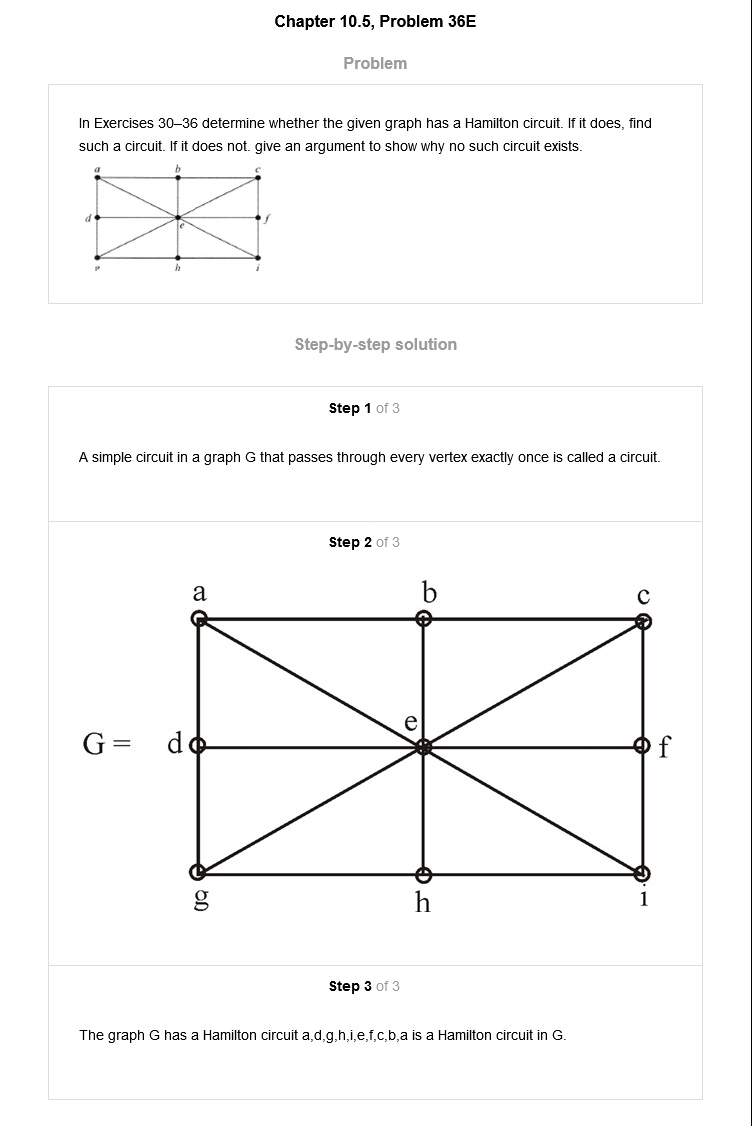 Chapter 10.5, Problem 36E
Problem
In Exercises 30–36 determine whether the given graph has a Hamilton circuit. If it does, find
such a circuit. If it does not. give an argument to show why no such circuit exists.
a b c
d e f
h i
Step-by-step solution
Step 1 of 3
A simple circuit in a graph G that passes through every vertex exactly once is called a circuit.
Step 2 of 3
a b c
e
G = d f
g h i
Step 3 of 3
The graph G has a Hamilton circuit a,d,g,h,i,e,f,c,b,a is a Hamilton circuit in G.